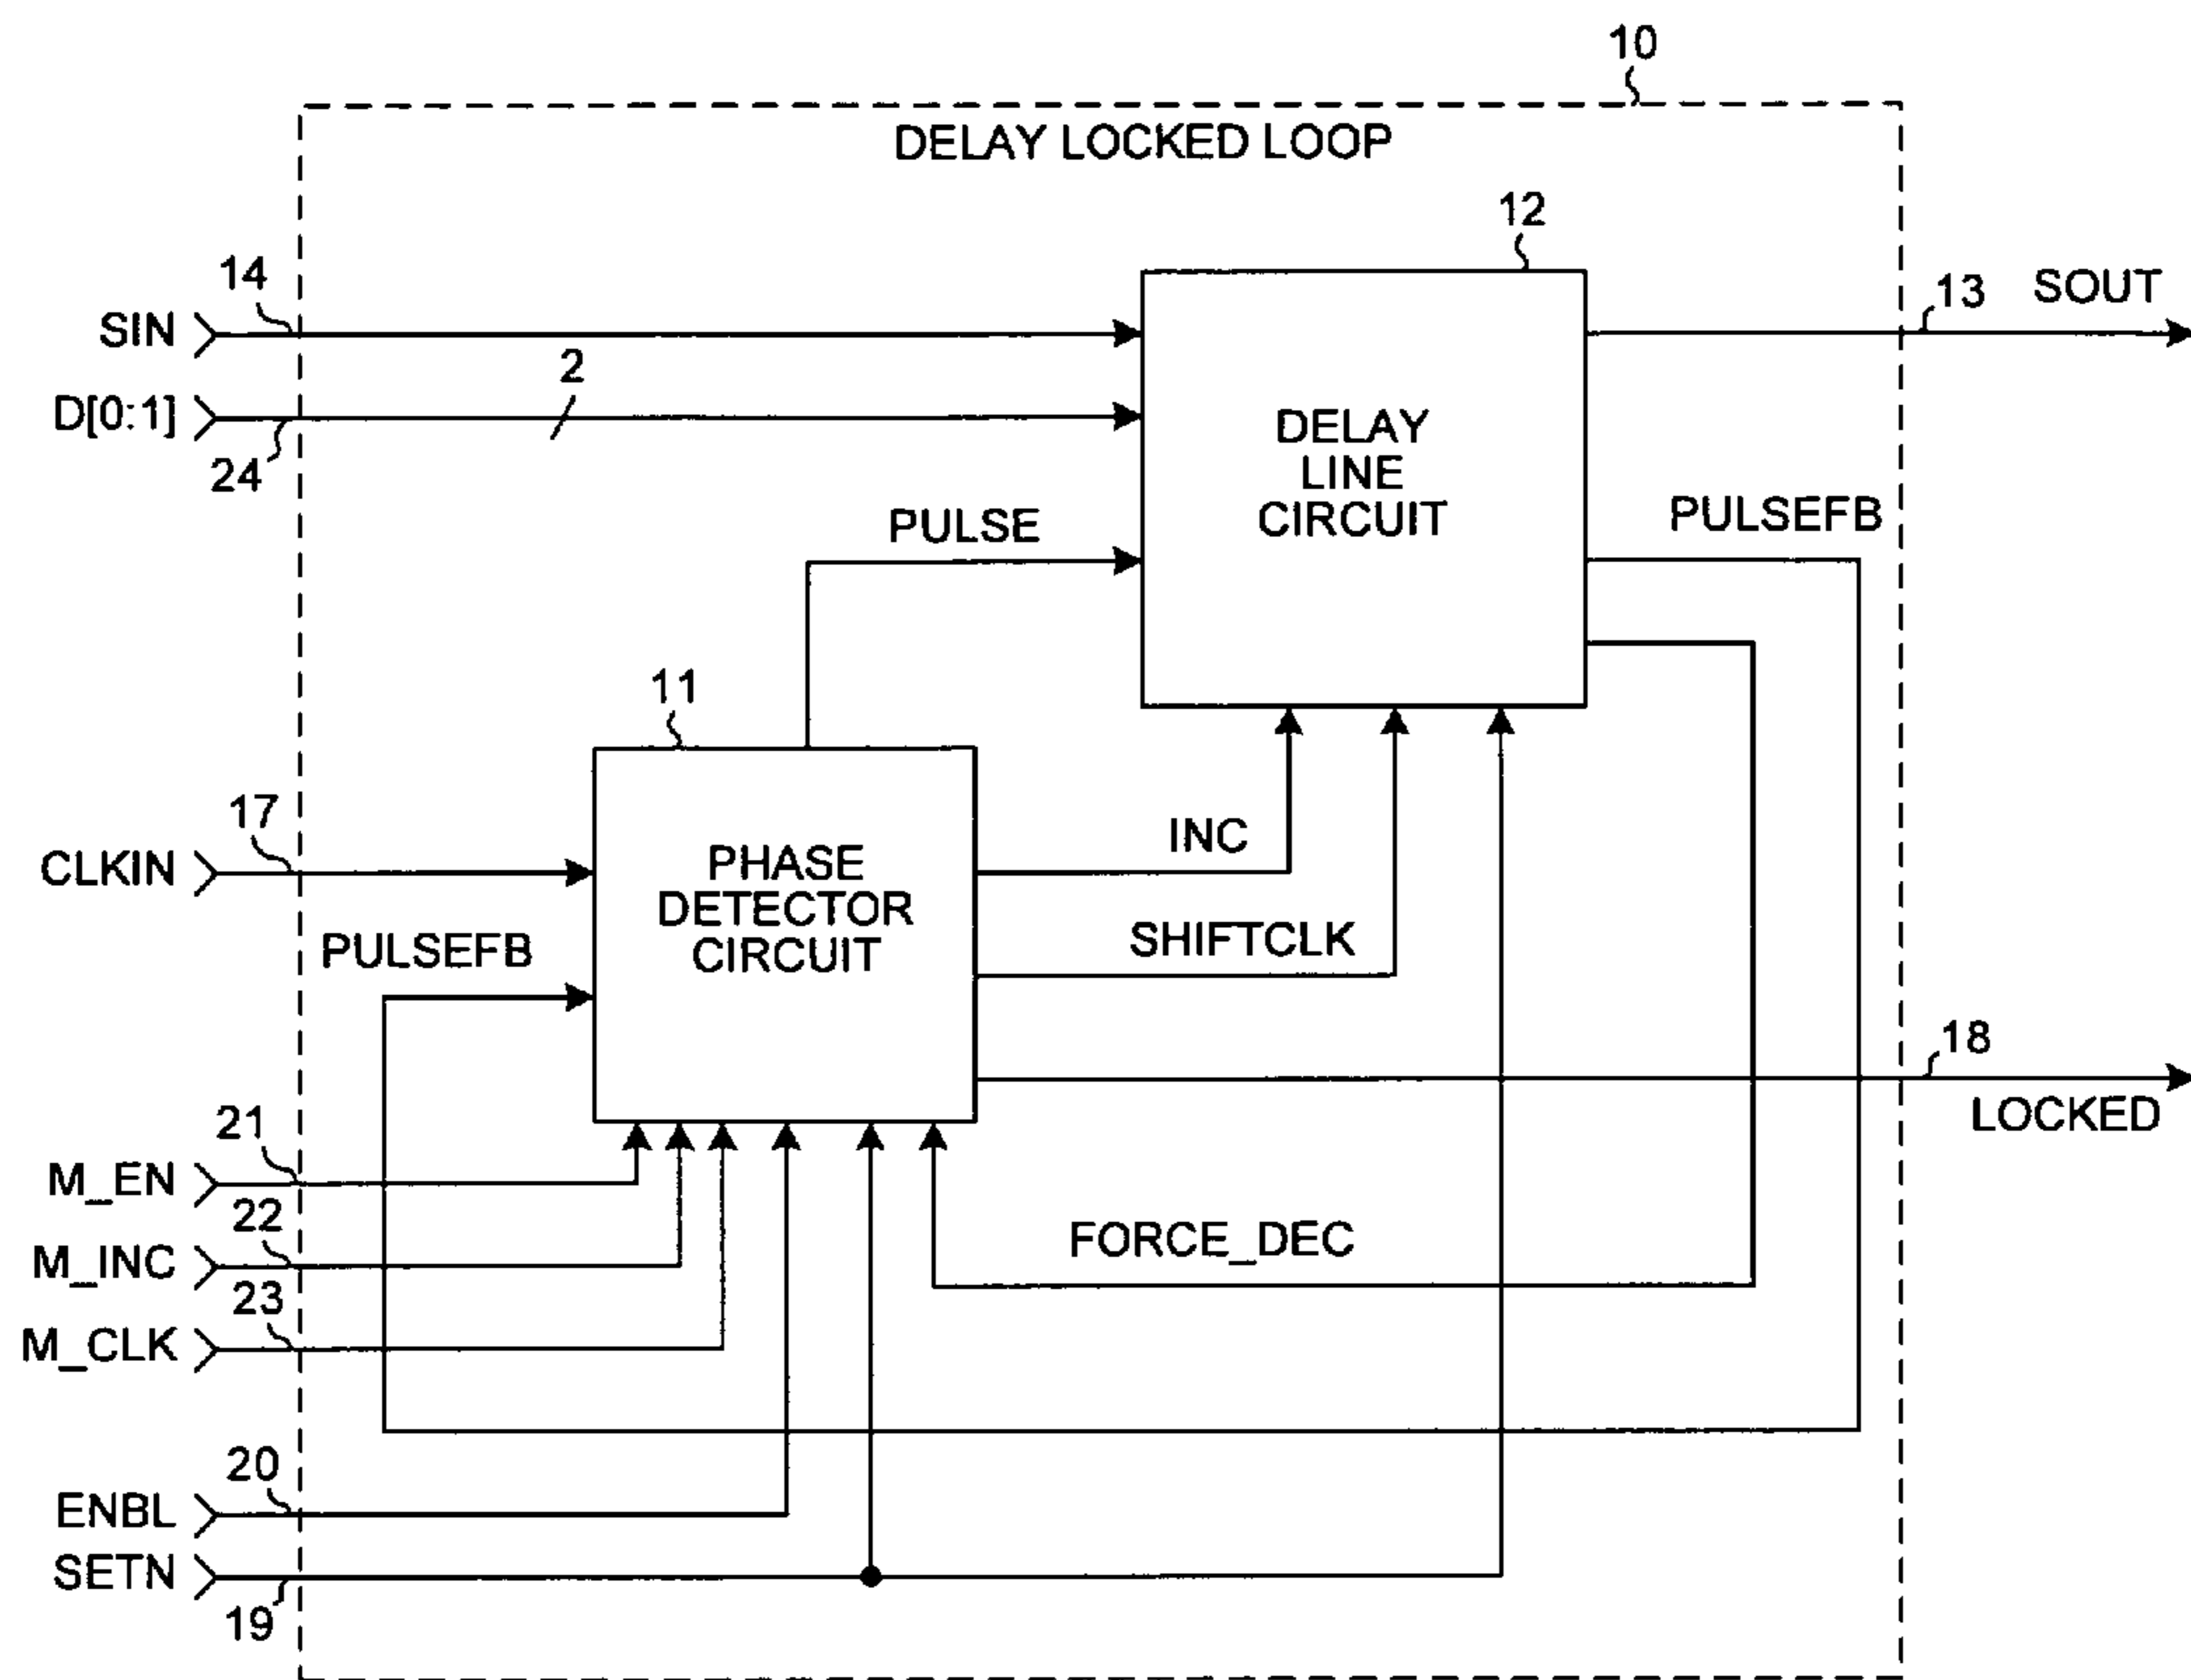 10
DELAY LOCKED LOOP
12
14
13
SOUT
SIN
2
D[0:1]
24
DELAY
LINE
CIRCUIT
PULSE
PULSEFB
11
17
INC
CLKIN
PHASE
DETECTOR
CIRCUIT
PULSEFB
SHIFTCLK
18
LOCKED
21
M_EN
22
M_INC
FORCE_DEC
23
M_CLK
20
ENBL
SETN
19